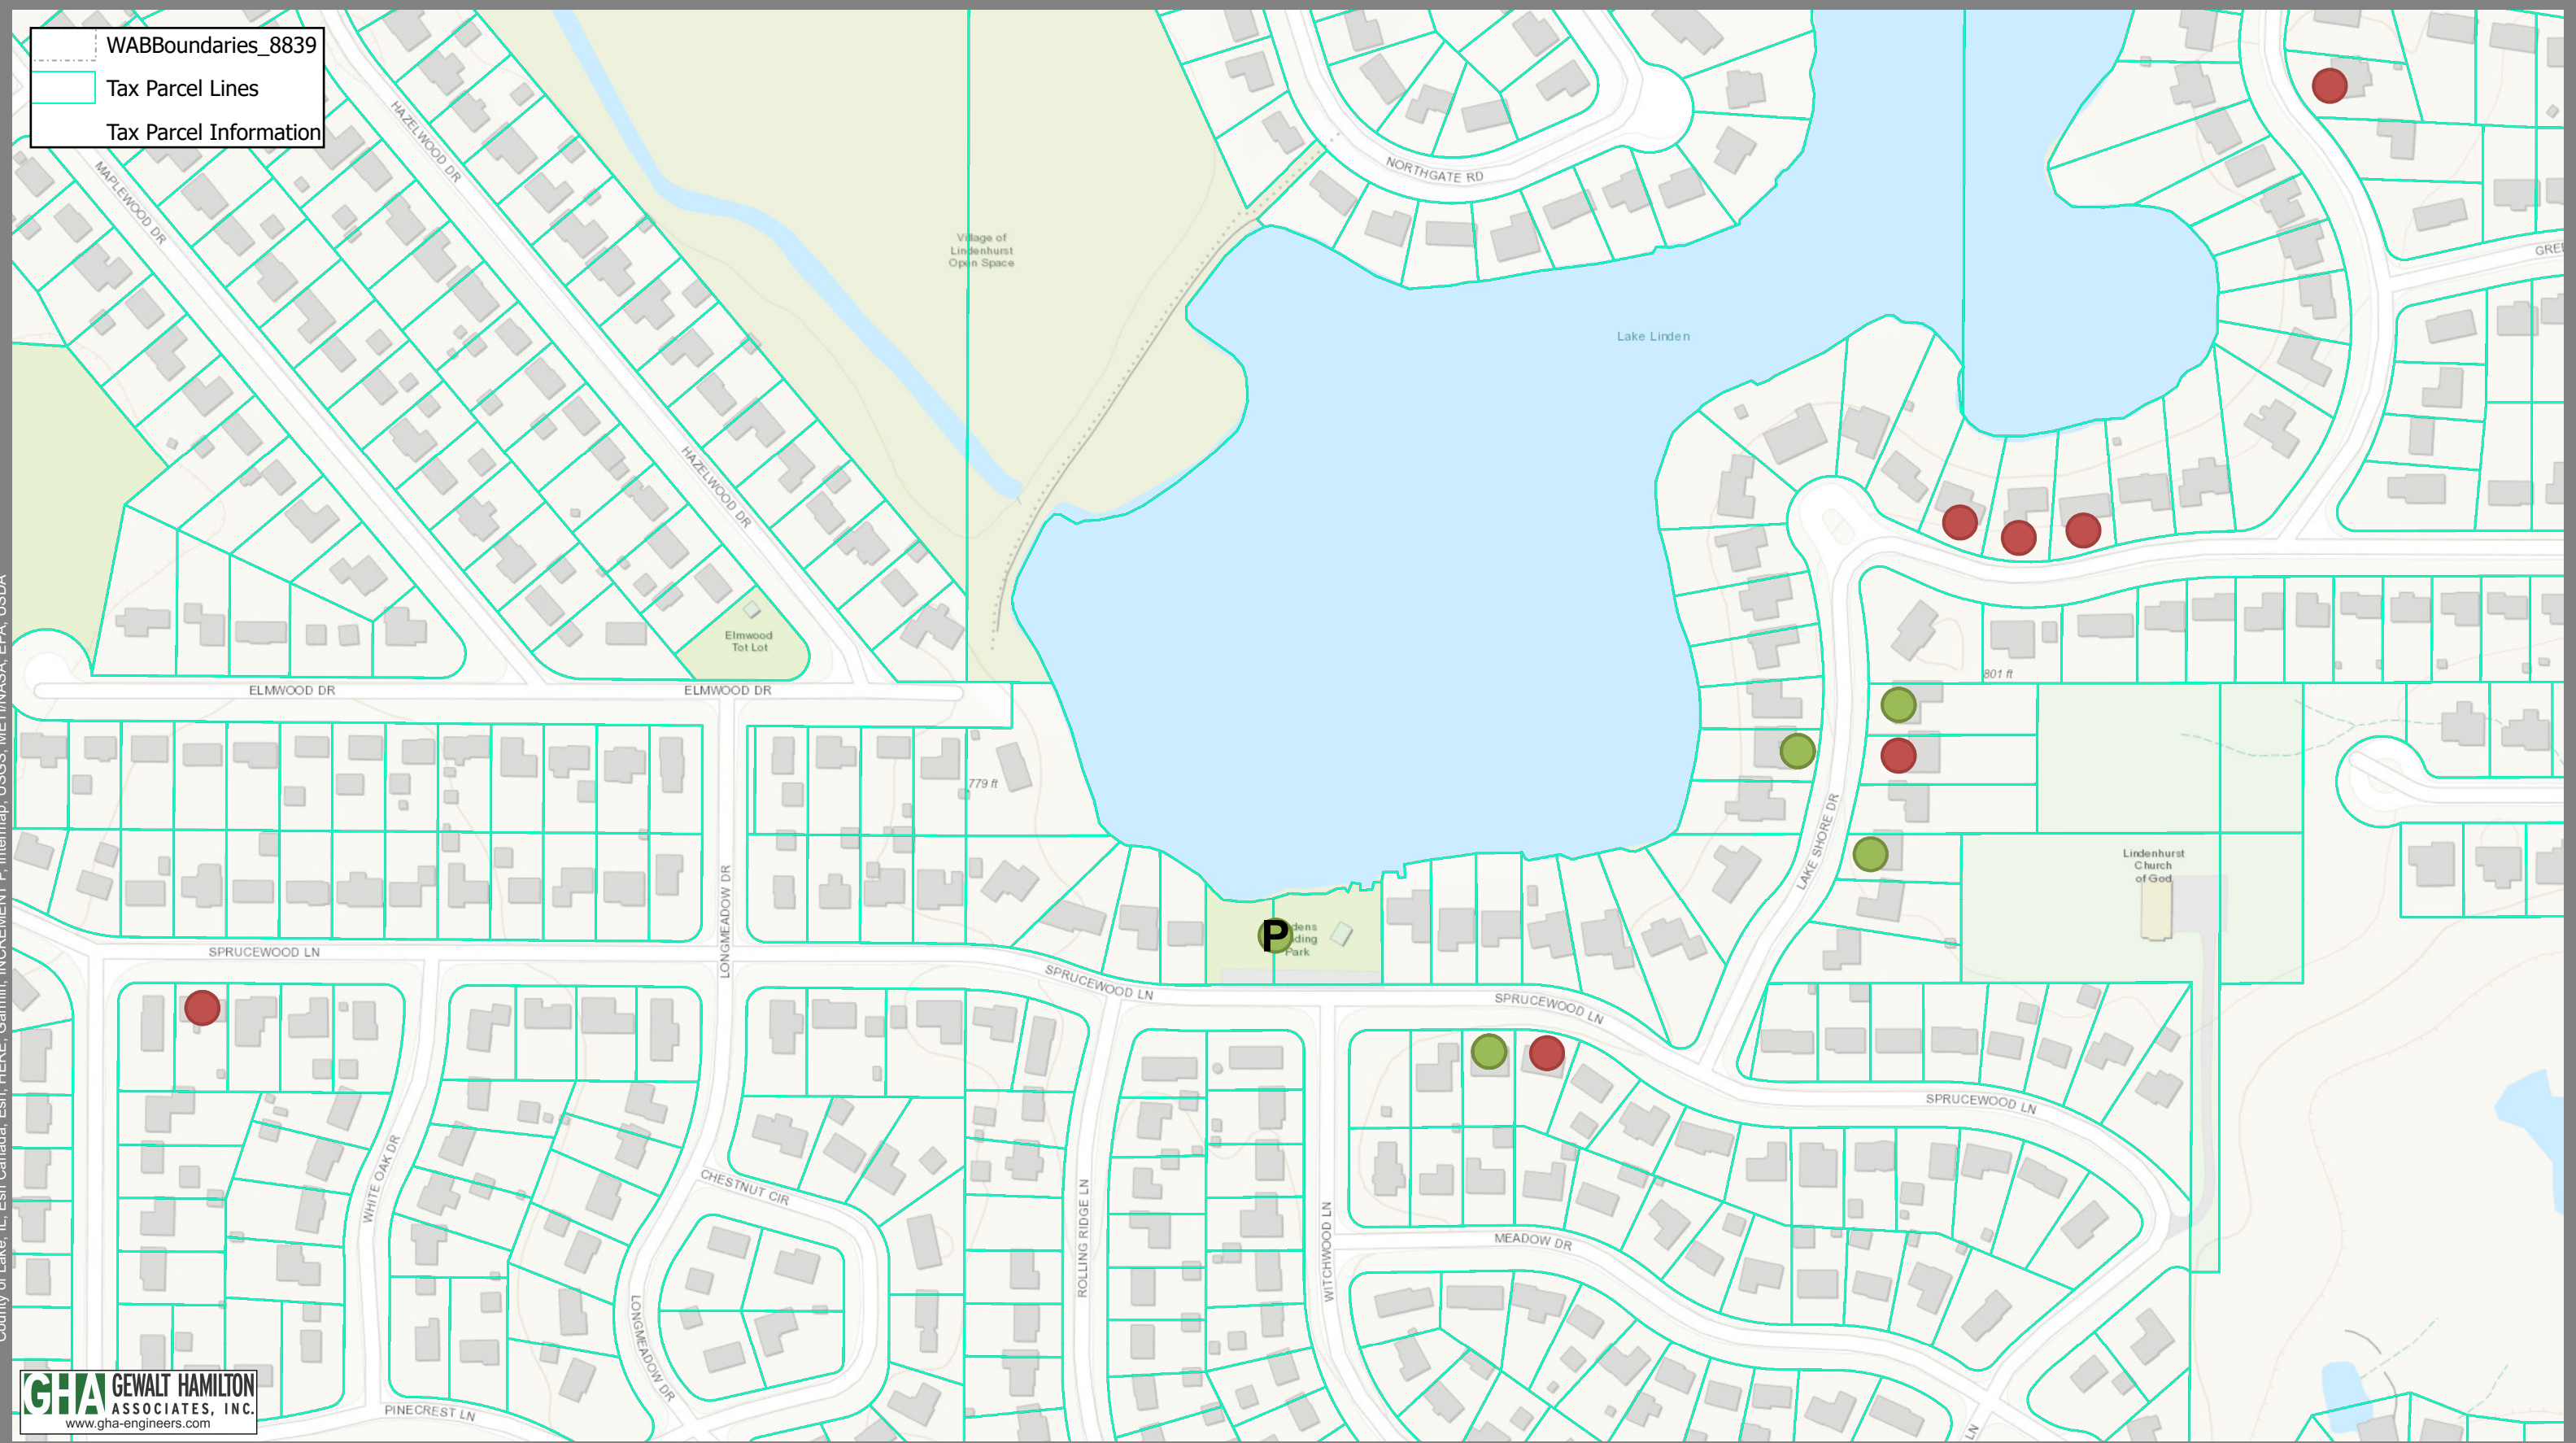 WABBoundaries_8839
Tax Parcel Lines
Tax Parcel Information
HAZELWOOD DR
MAPLEWOOD DR
NORTHGATE RD
Village of
Lindenhurst
Open Space
Lake Linden
HAZELWOOD DR
Elmwood
Tot Lot
ELMWOOD DR
ELMWOOD DR
801 ft
779 ft
LAKE SHORE DR
Lindenhurst
Church
of God
LONGMEADOW DR
P
Park
SPRUCEWOOD LN
SPRUCEWOOD LN
SPRUCEWOOD LN
SPRUCEWOOD LN
WHITE OAK DR
CHESTNUT CIR
ROLLING RIDGE LN
WITCHWOOD LN
MEADOW DR
LONGMEADOW DR
PINECREST LN
LN
GHA GEWALT HAMILTON
ASSOCIATES, INC.
www.gha-engineers.com